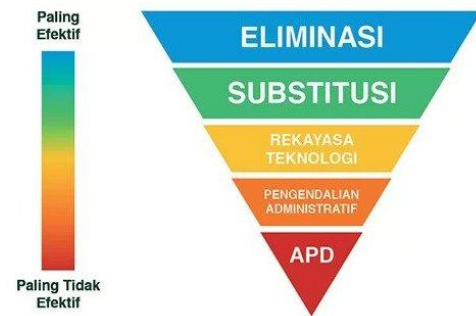 Paling
Efektif
ELIMINASI
SUBSTITUSI
REKAYASA
TEKNOLOGI
PENGENDALIAN
ADMINISTRATIF
APD
Paling Tidak
Efektif